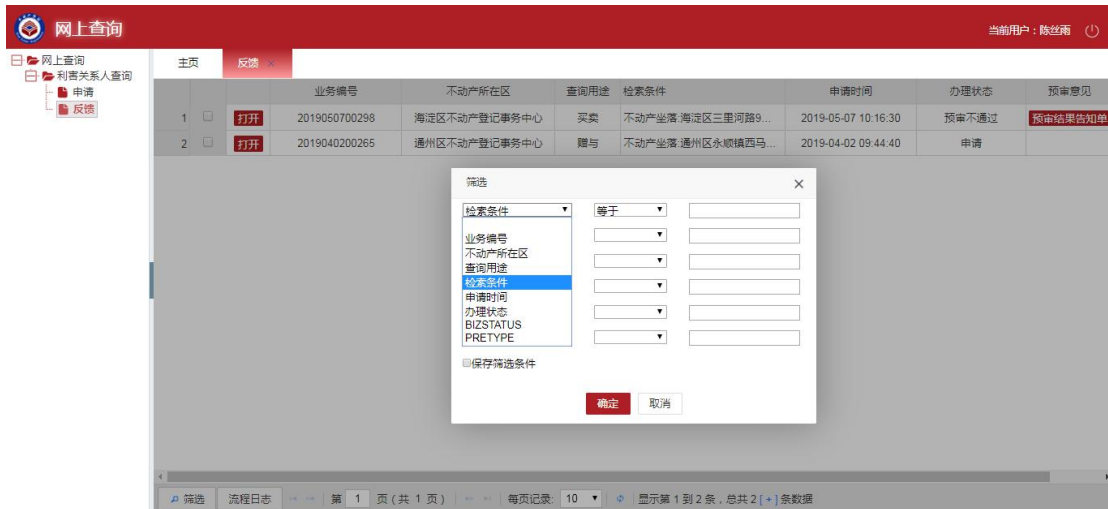 网上查询
当前用户：陈丝雨
网上查询
利害关系人查询
申请
反馈
主页 反馈 ×
业务编号 不动产所在区 查询用途 检索条件 申请时间 办理状态 预审意见
1 打开 2019050700298 海淀区不动产登记事务中心 买卖 不动产坐落:海淀区三里河路9... 2019-05-07 10:16:30 预审不通过 预审结果告知单
2 打开 2019040200265 通州区不动产登记事务中心 赠与 不动产坐落:通州区永顺镇西马... 2019-04-02 09:44:40 申请
筛选 ×
检索条件 等于
业务编号
不动产所在区
查询用途
检索条件
申请时间
办理状态
BIZSTATUS
PRETYPE
保存筛选条件
确定 取消
筛选 流程日志 第 1 页(共 1 页) 每页记录: 10 显示第 1 到 2 条，总共 2 [ + ] 条数据